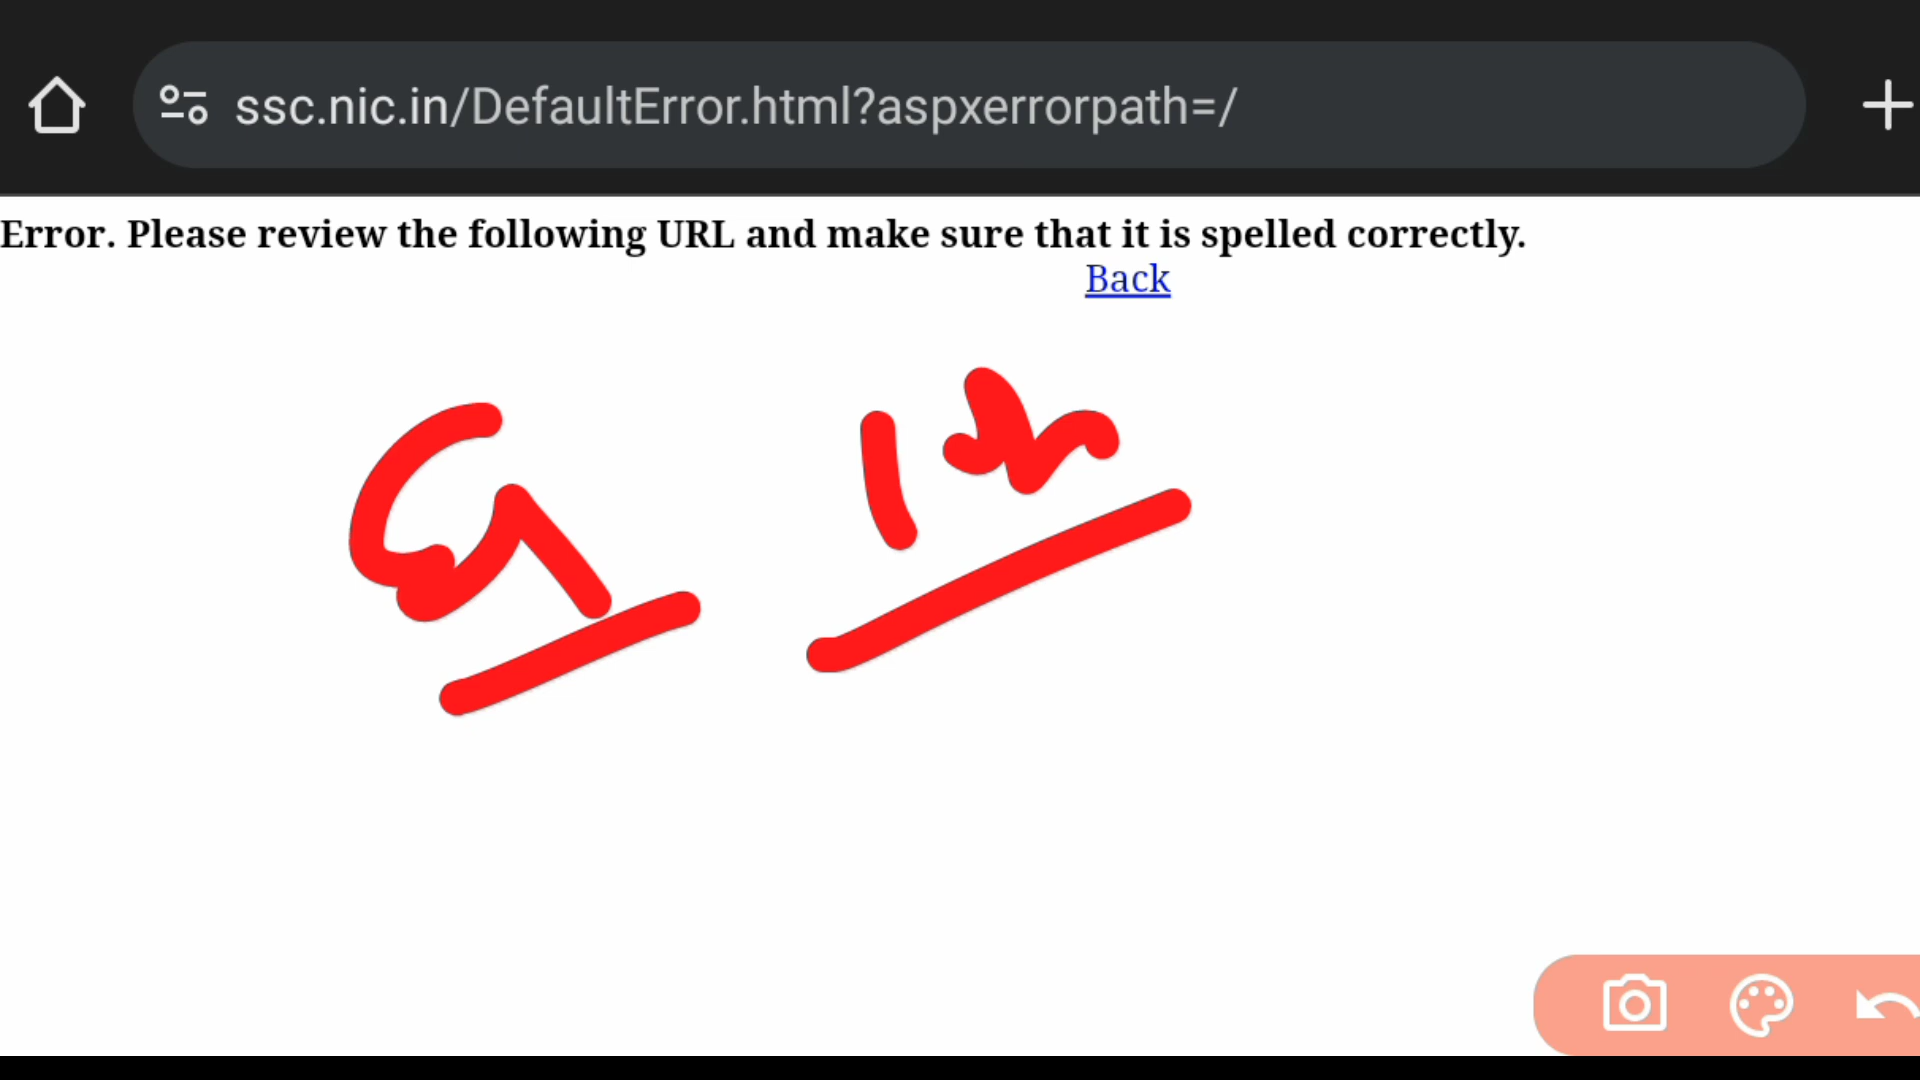 ssc.nic.in/DefaultError.html?aspxerrorpath=/
Error. Please review the following URL and make sure that it is spelled correctly.
Back